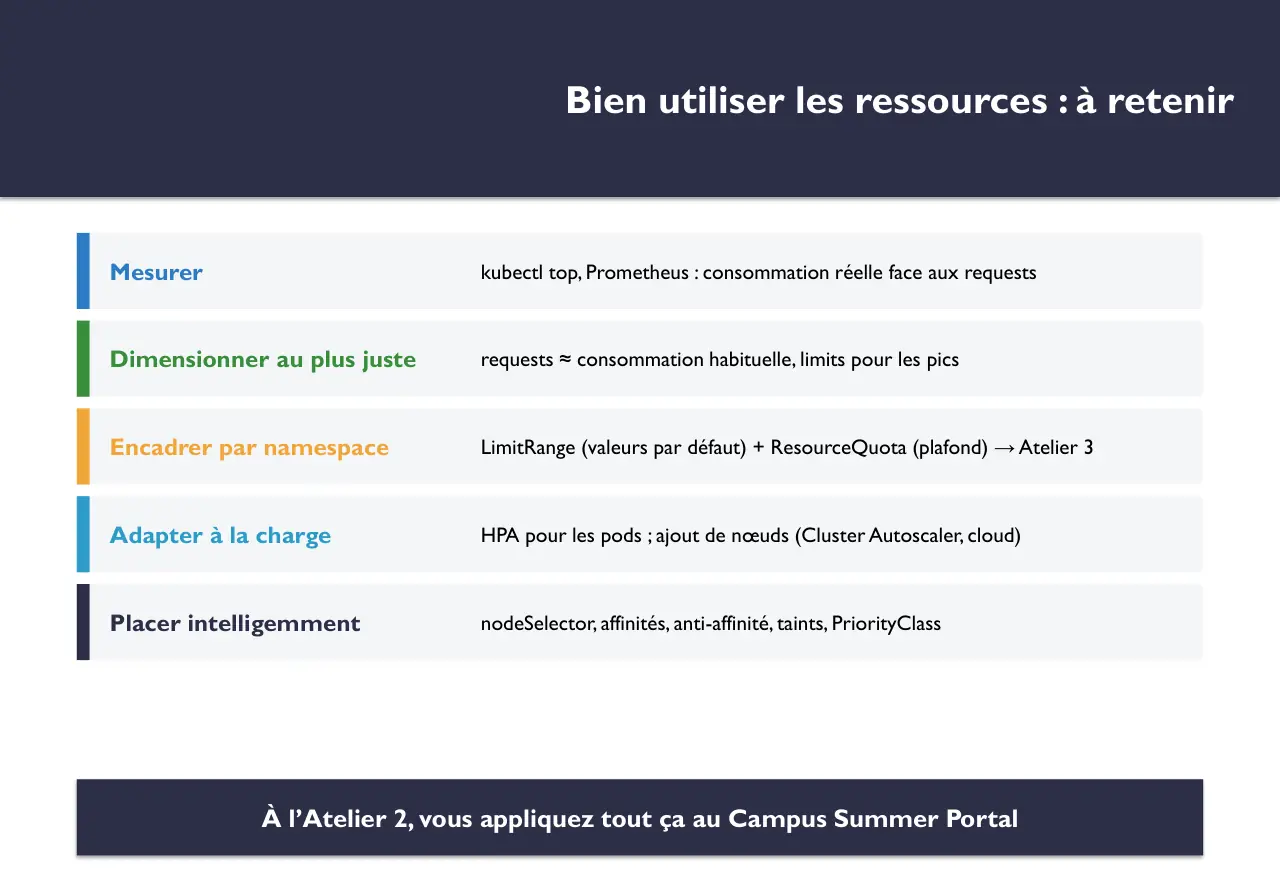 Bien utiliser les ressources : à retenir
Mesurer
kubectl top, Prometheus : consommation réelle face aux requests
Dimensionner au plus juste
requests ≈ consommation habituelle, limits pour les pics
Encadrer par namespace
LimitRange (valeurs par défaut) + ResourceQuota (plafond) → Atelier 3
Adapter à la charge
HPA pour les pods ; ajout de nœuds (Cluster Autoscaler, cloud)
Placer intelligemment
nodeSelector, affinités, anti-affinité, taints, PriorityClass
À l’Atelier 2, vous appliquez tout ça au Campus Summer Portal